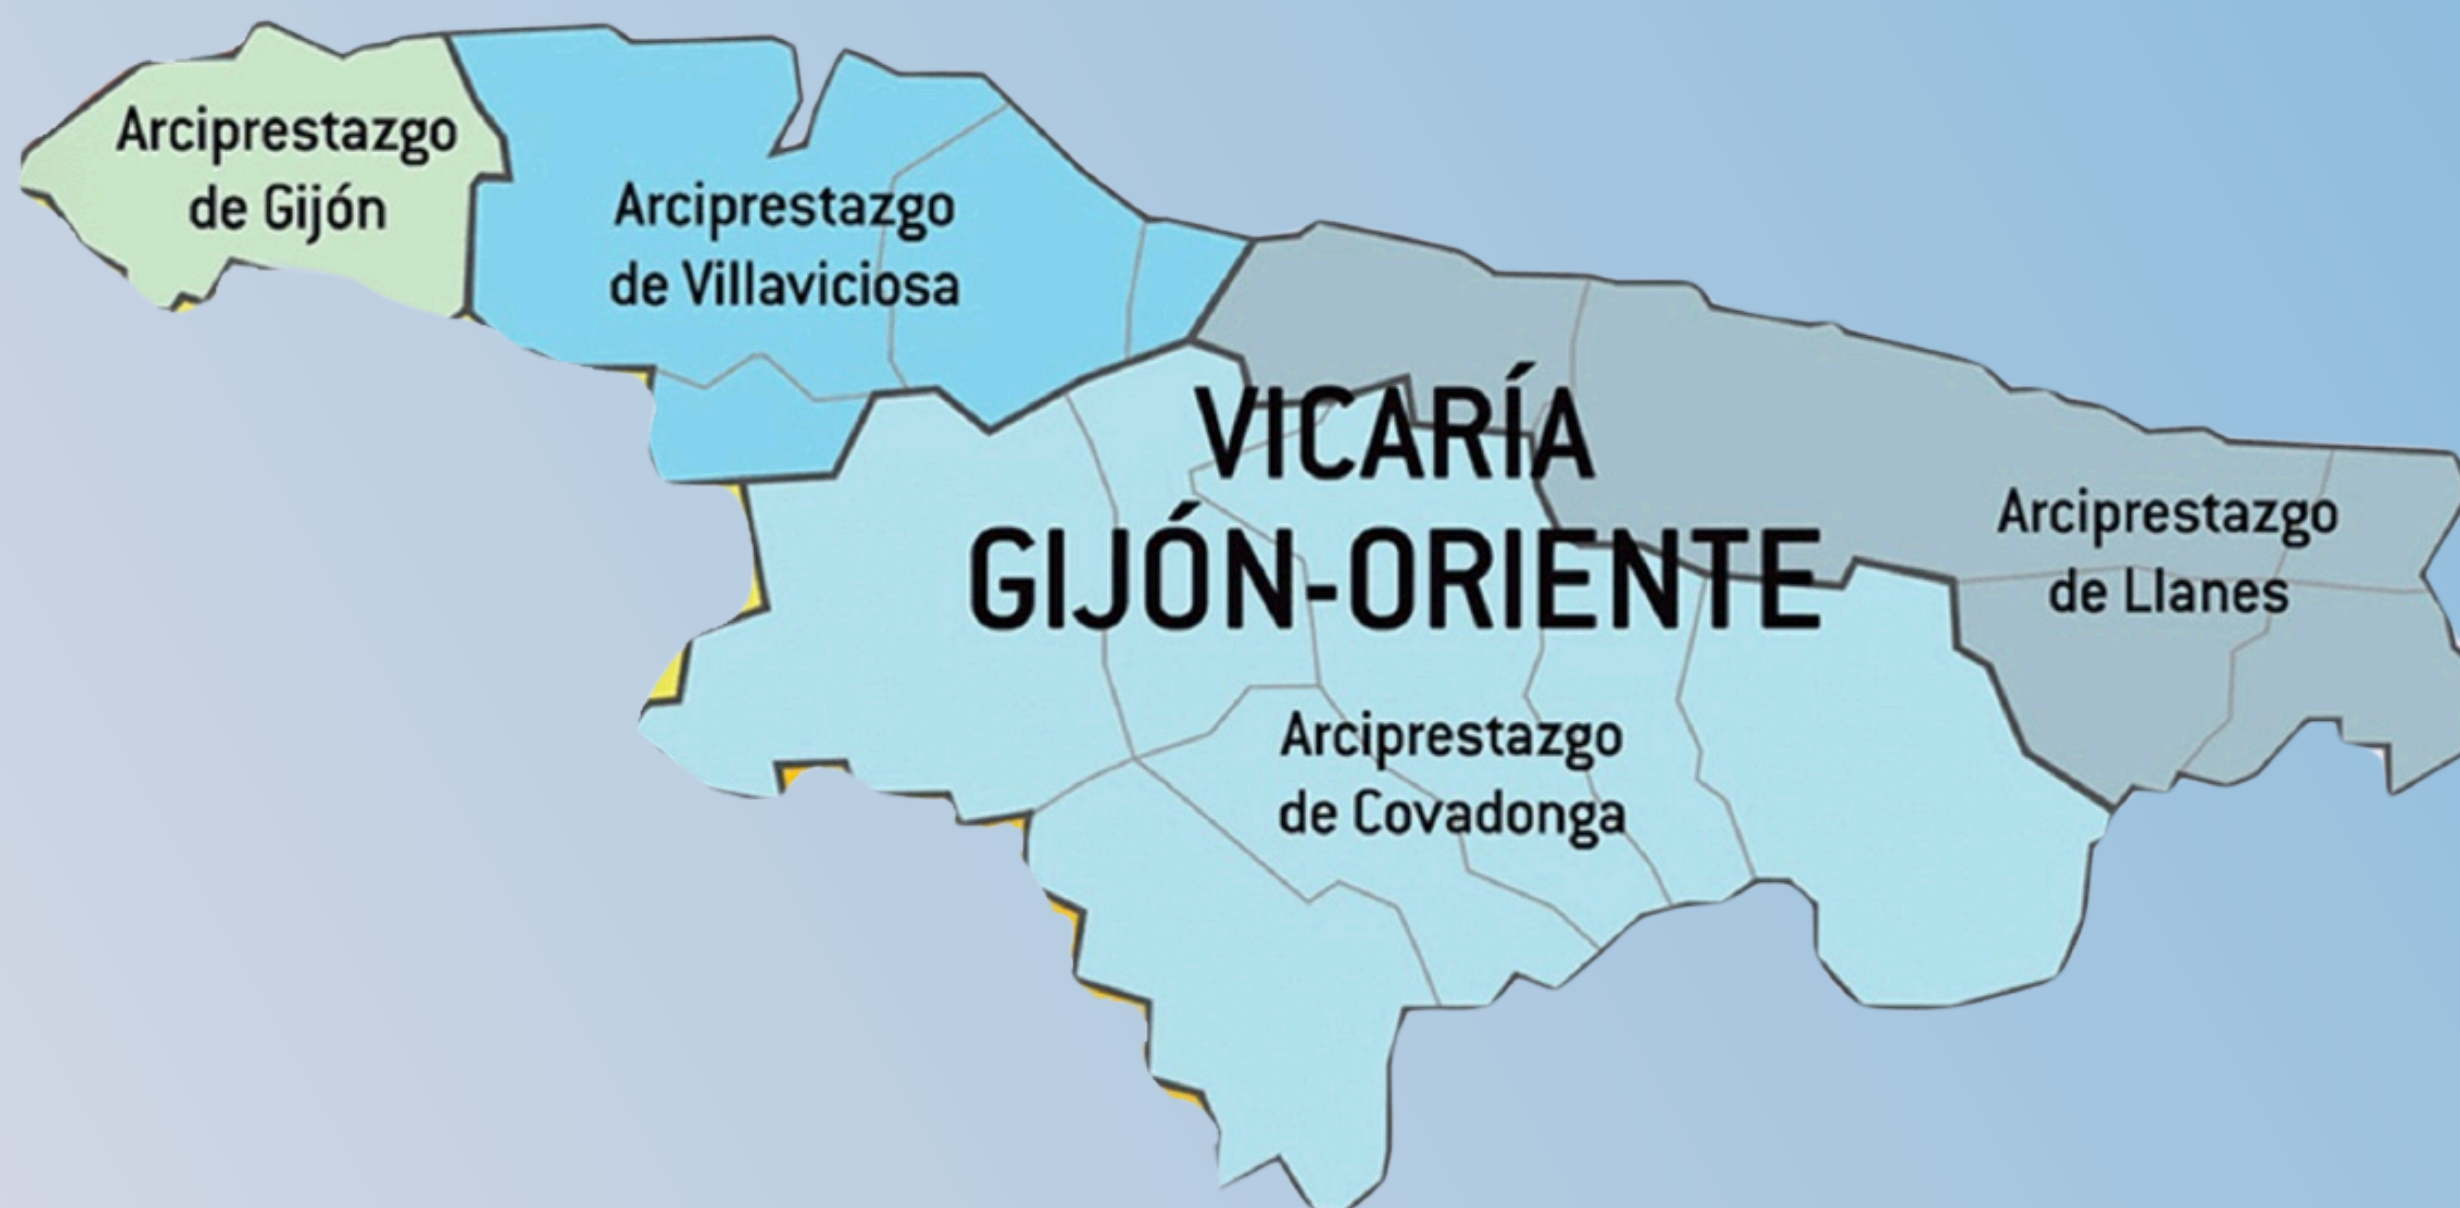 Arciprestazgo
de Gijón
Arciprestazgo
de Villaviciosa
VICARÍA
GIJÓN-ORIENTE
Arciprestazgo
de Llanes
Arciprestazgo
de Covadonga